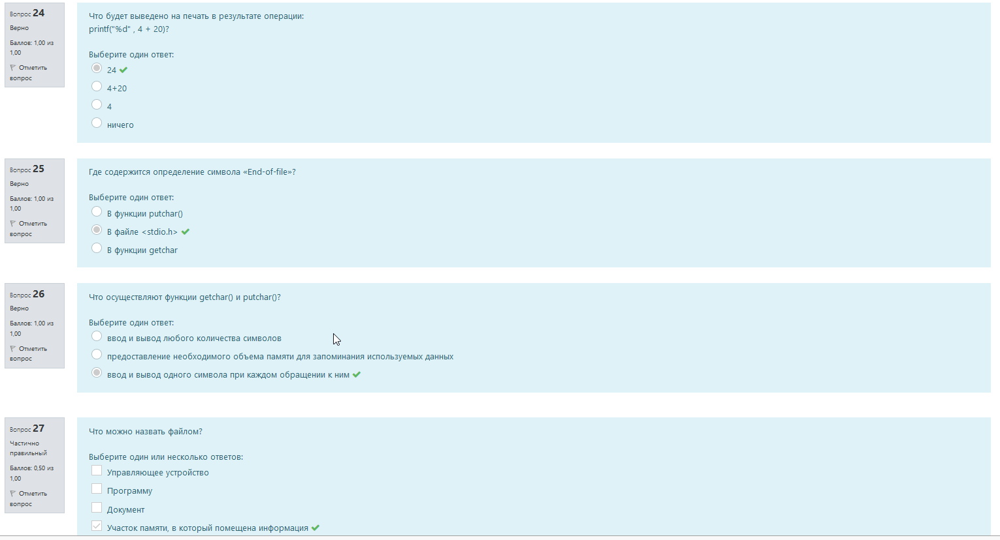 Вопрос 24
Верно
Баллов: 1,00 из
1,00
Отметить
вопрос
Что будет выведено на печать в результате операции:
printf("%d" , 4 + 20)?
Выберите один ответ:
24
4+20
4
ничего
Вопрос 25
Верно
Баллов: 1,00 из
1,00
Отметить
вопрос
Где содержится определение символа «End-of-file»?
Выберите один ответ:
В функции putchar()
В файле <stdio.h>
В функции getchar
Вопрос 26
Верно
Баллов: 1,00 из
1,00
Отметить
вопрос
Что осуществляют функции getchar() и putchar()?
Выберите один ответ:
ввод и вывод любого количества символов
предоставление необходимого объема памяти для запоминания используемых данных
ввод и вывод одного символа при каждом обращении к ним
Вопрос 27
Частично
правильный
Баллов: 0,50 из
1,00
Отметить
вопрос
Что можно назвать файлом?
Выберите один или несколько ответов:
Управляющее устройство
Программу
Документ
Участок памяти, в который помещена информация